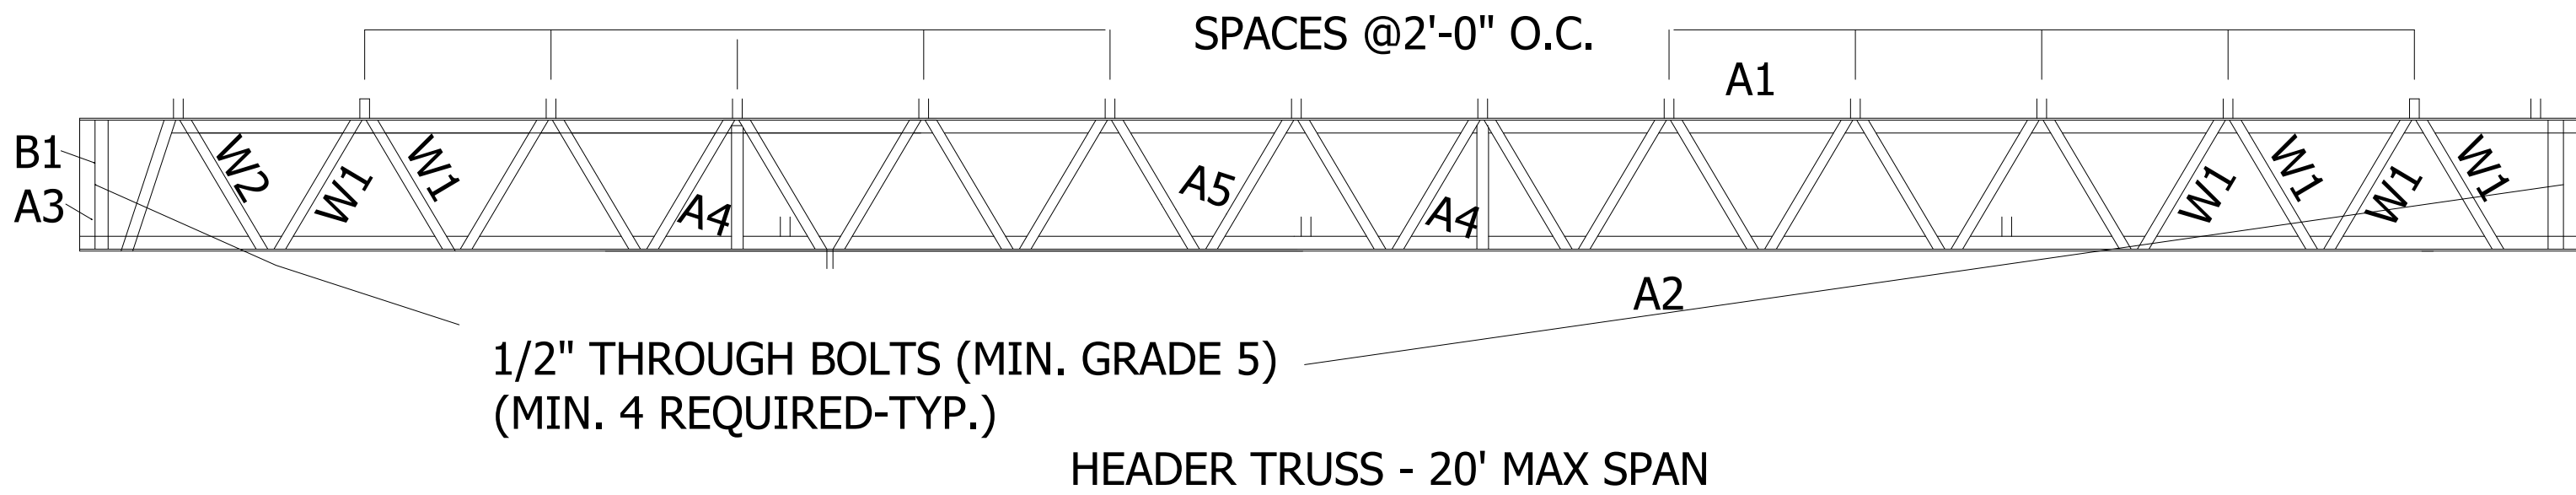 SPACES @2'-0" O.C.
A1
B1
A3
W2
W1
W1
A4
A5
A4
W1
W1
W1
W1
A2
1/2" THROUGH BOLTS (MIN. GRADE 5)
(MIN. 4 REQUIRED-TYP.)
HEADER TRUSS - 20' MAX SPAN